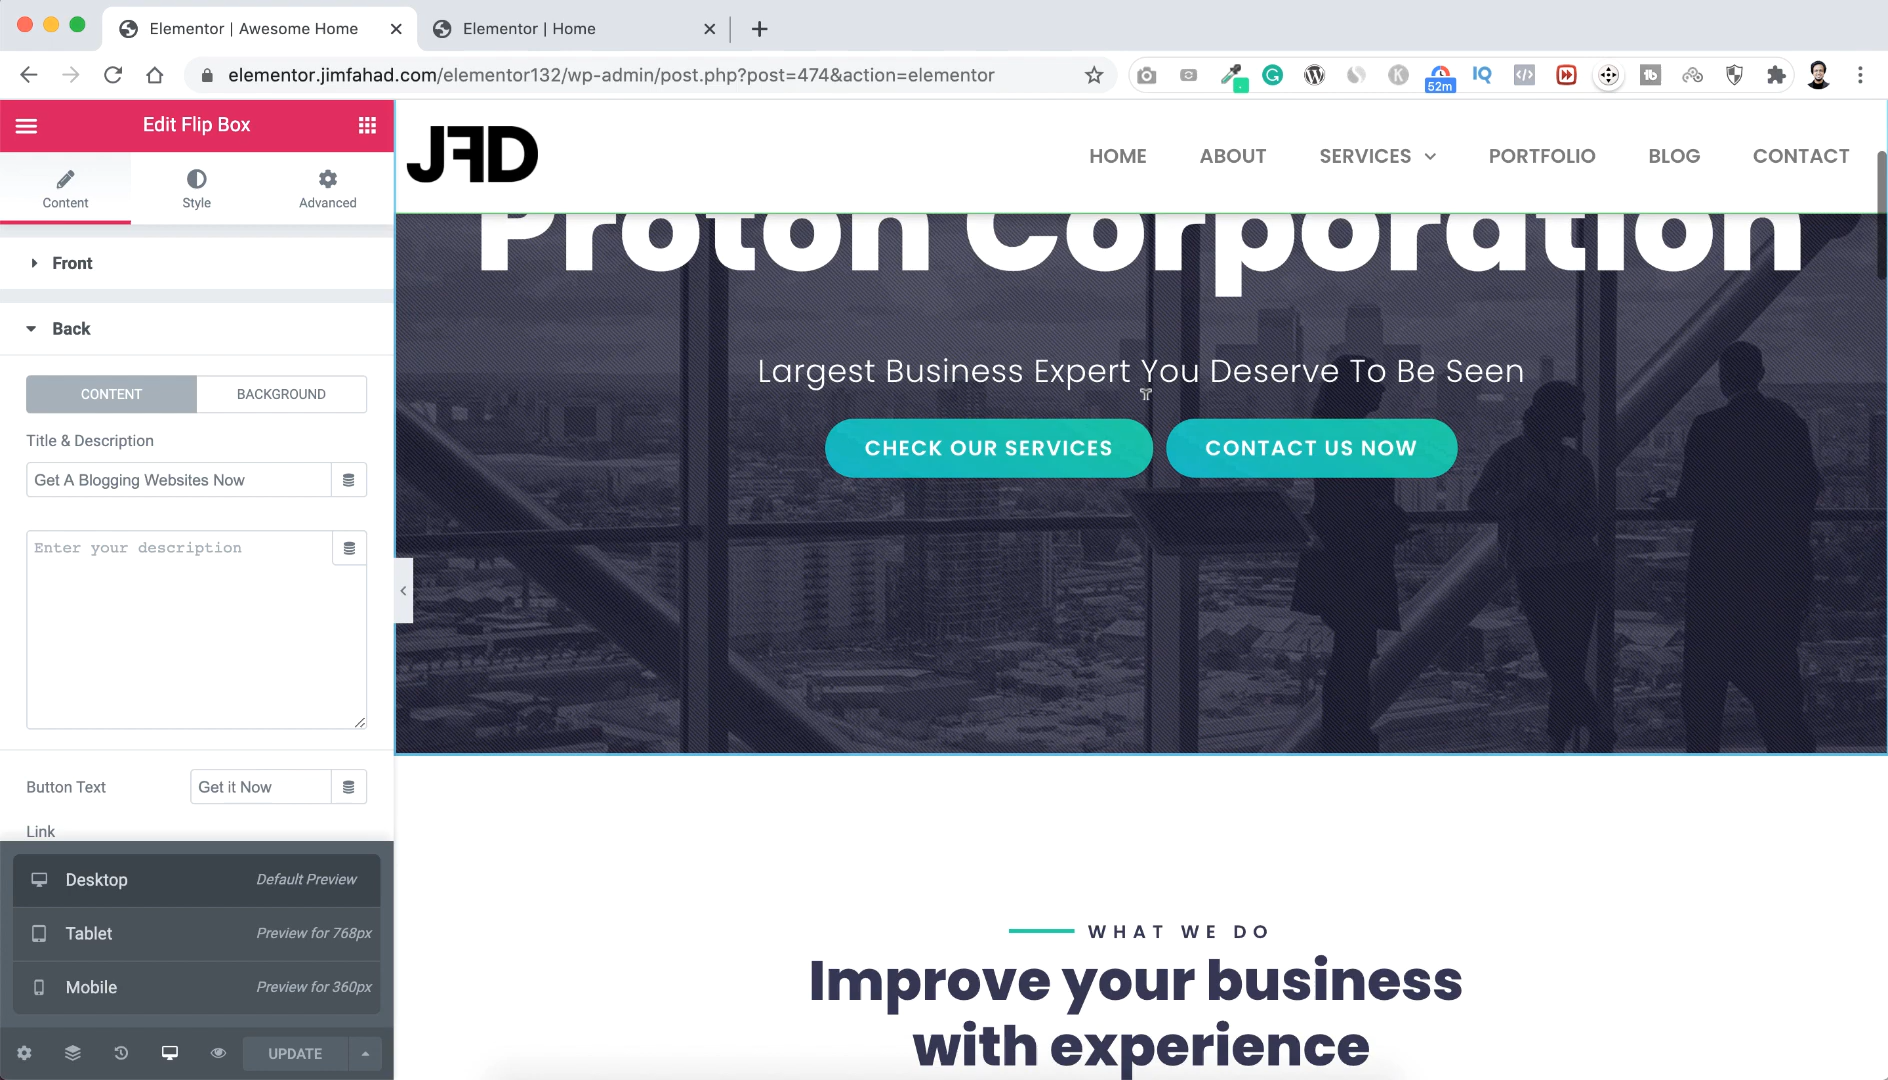 Elementor | Awesome Home
Elementor | Home
elementor.jimfahad.com/elementor132/wp-admin/post.php?post=474&action=elementor
52m
Edit Flip Box
Content
Style
Advanced
Front
Back
CONTENT
BACKGROUND
Title & Description
Get A Blogging Websites Now
Enter your description
Button Text
Get it Now
Link
Desktop
Default Preview
Tablet
Preview for 768px
Mobile
Preview for 360px
UPDATE
JFD
HOME
ABOUT
SERVICES
PORTFOLIO
BLOG
CONTACT
Proton Corporation
Largest Business Expert You Deserve To Be Seen
CHECK OUR SERVICES
CONTACT US NOW
WHAT WE DO
Improve your business
with experience